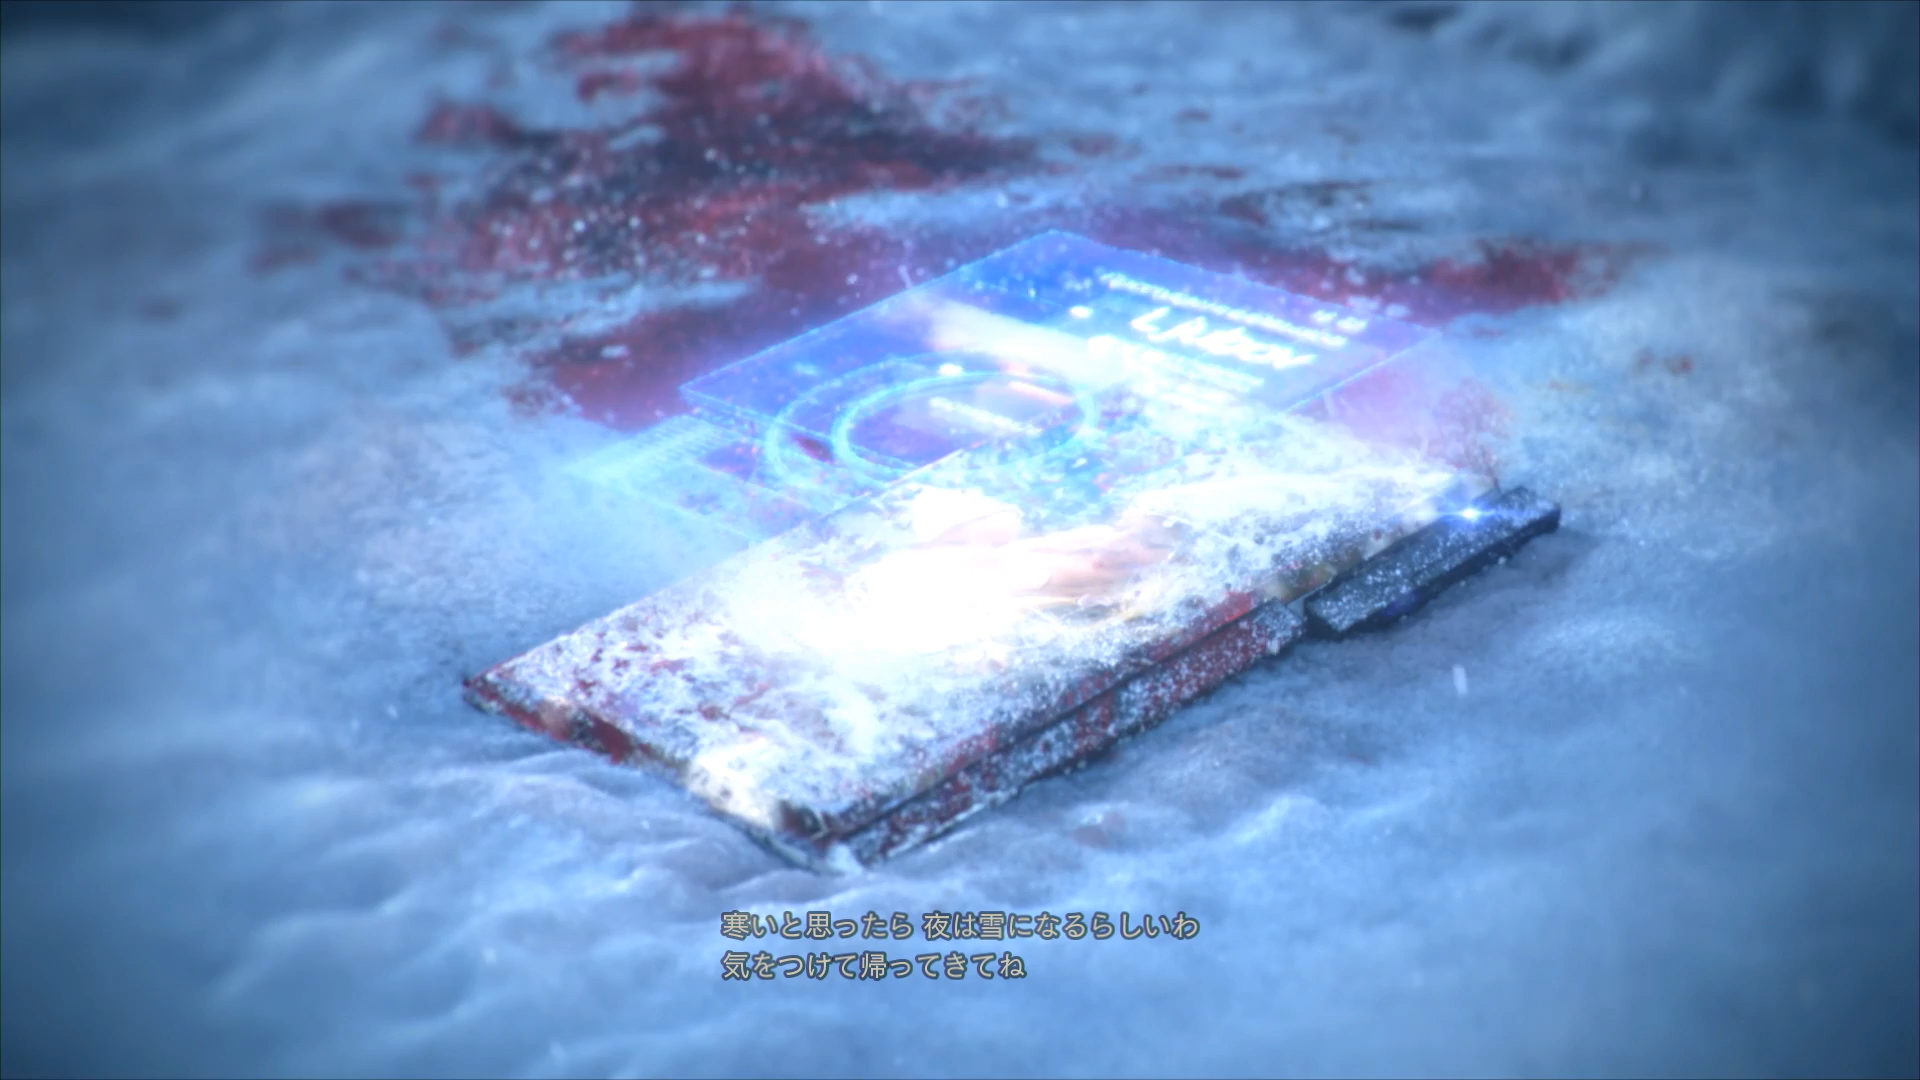 寒いと思ったら 夜は雪になるらしいわ
気をつけて帰ってきてね